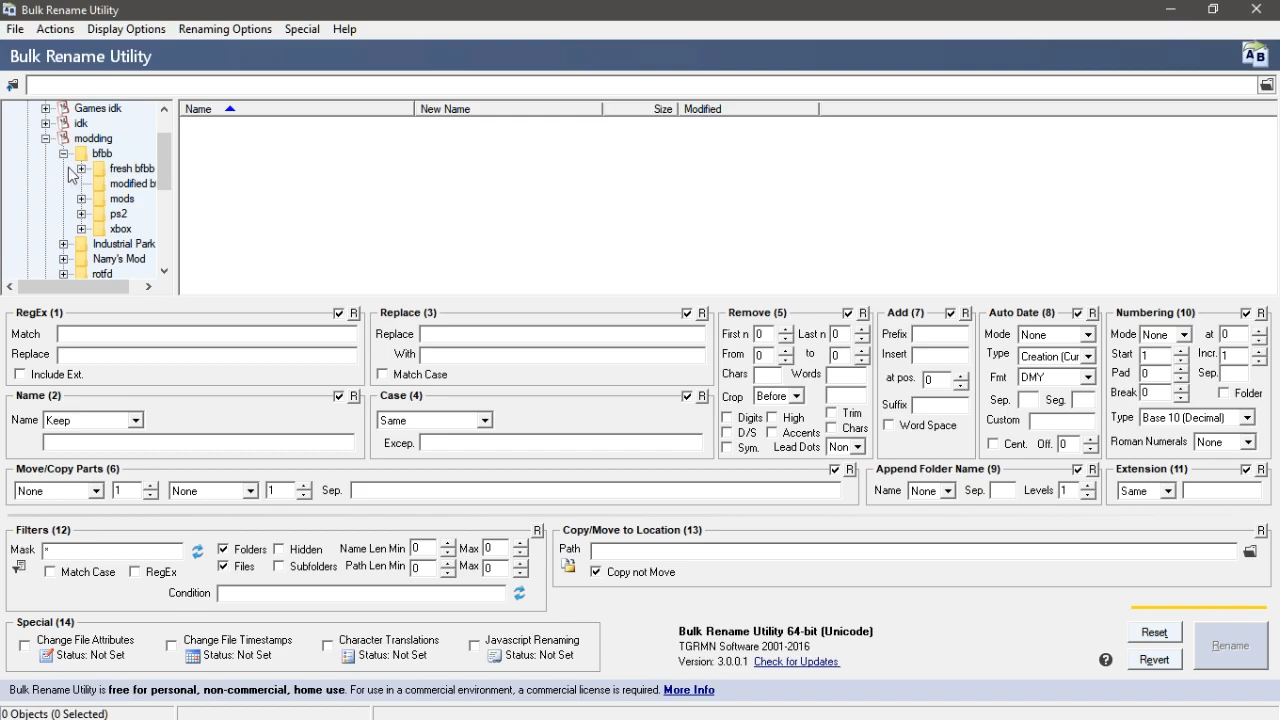 Bulk Rename Utility
File Actions Display Options Renaming Options Special Help
Bulk Rename Utility
Name New Name Size Modified
Games idk
idk
modding
bfbb
fresh bfbb
modified b
mods
ps2
xbox
Industrial Park
Narry's Mod
rotfd
RegEx (1) R
Match
Replace
Include Ext.
Replace (3) R
Replace
With
Match Case
Remove (5) R
First n 0 Last n 0
From 0 to 0
Chars Words
Crop Before
Digits High Trim
D/S Accents Chars
Sym. Lead Dots Non
Add (7) R
Prefix
Insert
at pos. 0
Suffix
Word Space
Auto Date (8) R
Mode None
Type Creation (Cur
Fmt DMY
Sep. Seg.
Custom
Cent. Off. 0
Numbering (10) R
Mode None at 0
Start 1 Incr. 1
Pad 0 Sep.
Break 0 Folder
Type Base 10 (Decimal)
Roman Numerals None
Name (2) R
Name Keep
Case (4) R
Same
Excep.
Move/Copy Parts (6) R
None 1 None 1 Sep.
Append Folder Name (9) R
Name None Sep. Levels 1
Extension (11) R
Same
Filters (12) R
Mask * Folders Hidden Name Len Min 0 Max 0
Match Case RegEx Files Subfolders Path Len Min 0 Max 0
Condition
Copy/Move to Location (13) R
Path
Copy not Move
Special (14)
Change File Attributes Change File Timestamps Character Translations Javascript Renaming
Status: Not Set Status: Not Set Status: Not Set Status: Not Set
Bulk Rename Utility 64-bit (Unicode)
TGRMN Software 2001-2016
Version: 3.0.0.1 Check for Updates
Reset
Revert
Rename
Bulk Rename Utility is free for personal, non-commercial, home use. For use in a commercial environment, a commercial license is required. More Info
0 Objects (0 Selected)